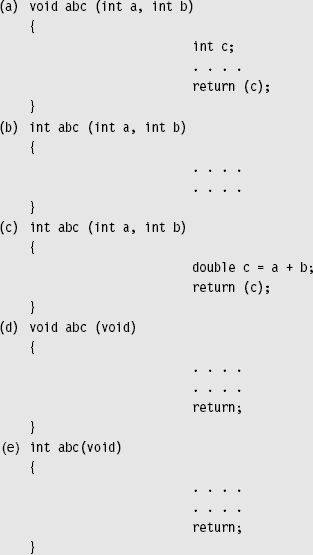 (a) void abc (int a, int b)
{
int c;
. . . .
return (c);
}
(b) int abc (int a, int b)
{
. . . .
. . . .
}
(c) int abc (int a, int b)
{
double c = a + b;
return (c);
}
(d) void abc (void)
{
. . . .
. . . .
return;
}
(e) int abc(void)
{
. . . .
. . . .
return;
}